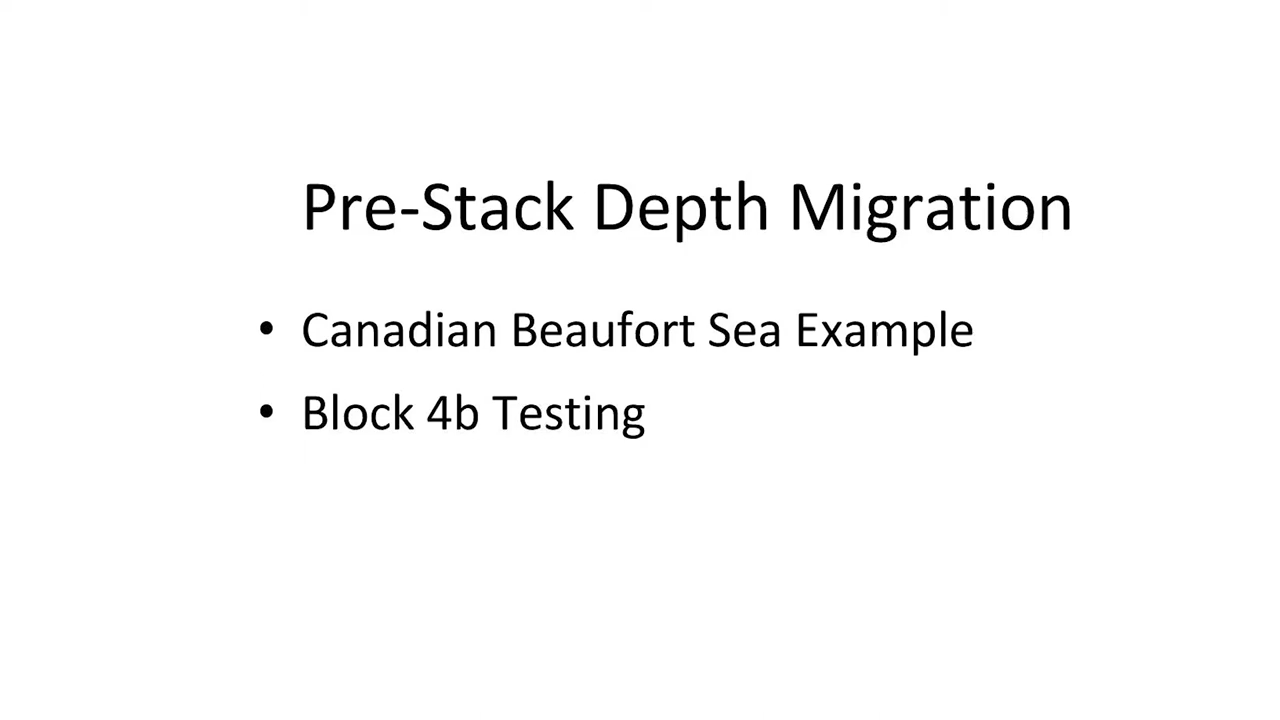 Pre-Stack Depth Migration
• Canadian Beaufort Sea Example
• Block 4b Testing